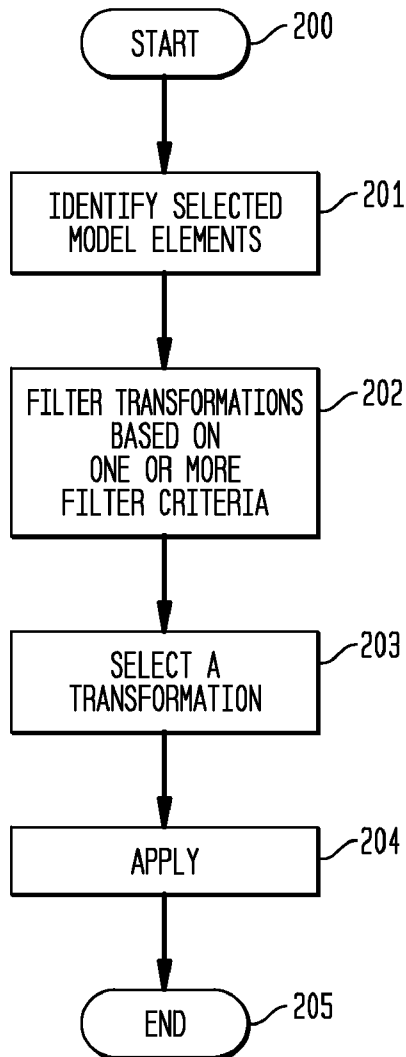 START
200
IDENTIFY SELECTED
MODEL ELEMENTS
201
FILTER TRANSFORMATIONS
BASED ON
ONE OR MORE
FILTER CRITERIA
202
SELECT A
TRANSFORMATION
203
APPLY
204
END
205